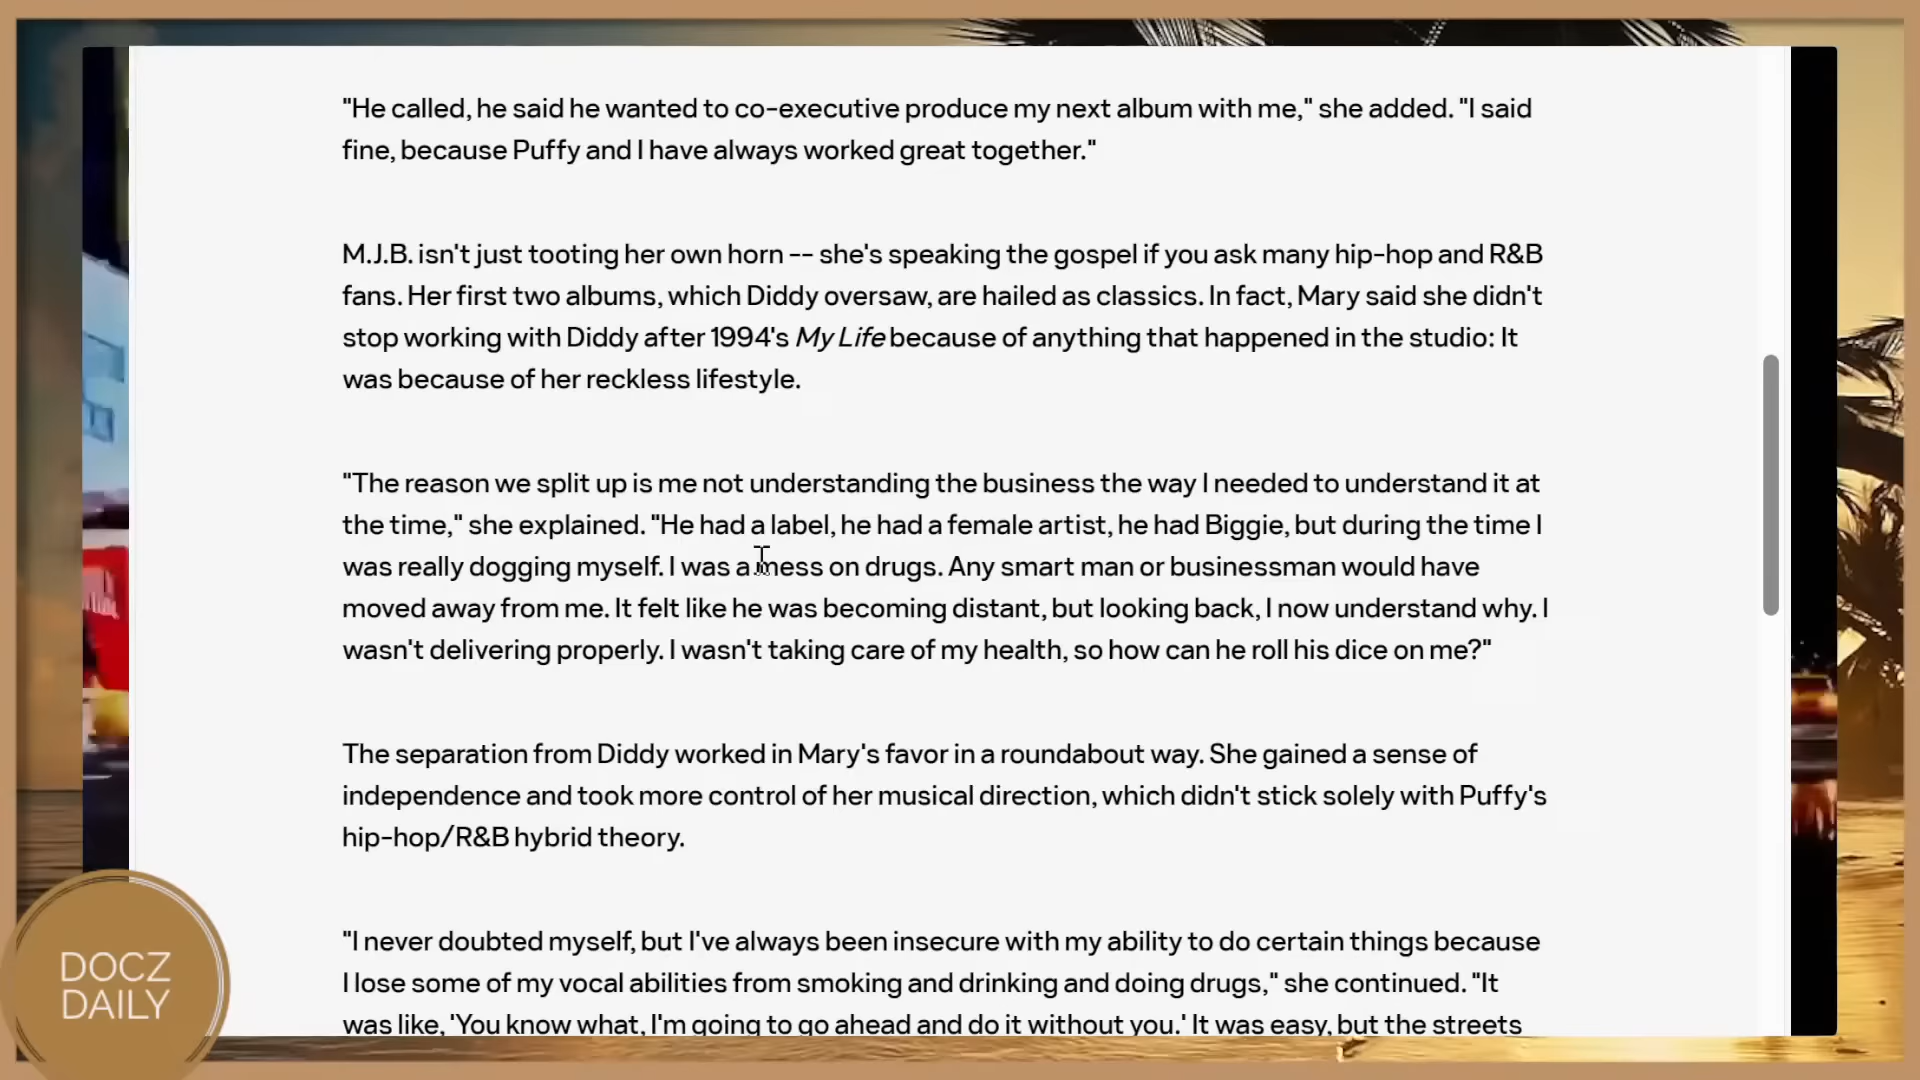 "He called, he said he wanted to co-executive produce my next album with me," she added. "I said
fine, because Puffy and I have always worked great together."
M.J.B. isn't just tooting her own horn -- she's speaking the gospel if you ask many hip-hop and R&B
fans. Her first two albums, which Diddy oversaw, are hailed as classics. In fact, Mary said she didn't
stop working with Diddy after 1994's My Life because of anything that happened in the studio: It
was because of her reckless lifestyle.
"The reason we split up is me not understanding the business the way I needed to understand it at
the time," she explained. "He had a label, he had a female artist, he had Biggie, but during the time I
was really dogging myself. I was a mess on drugs. Any smart man or businessman would have
moved away from me. It felt like he was becoming distant, but looking back, I now understand why. I
wasn't delivering properly. I wasn't taking care of my health, so how can he roll his dice on me?"
The separation from Diddy worked in Mary's favor in a roundabout way. She gained a sense of
independence and took more control of her musical direction, which didn't stick solely with Puffy's
hip-hop/R&B hybrid theory.
"I never doubted myself, but I've always been insecure with my ability to do certain things because
I lose some of my vocal abilities from smoking and drinking and doing drugs," she continued. "It
was like, 'You know what, I'm going to go ahead and do it without you.' It was easy, but the streets
DOCZ
DAILY